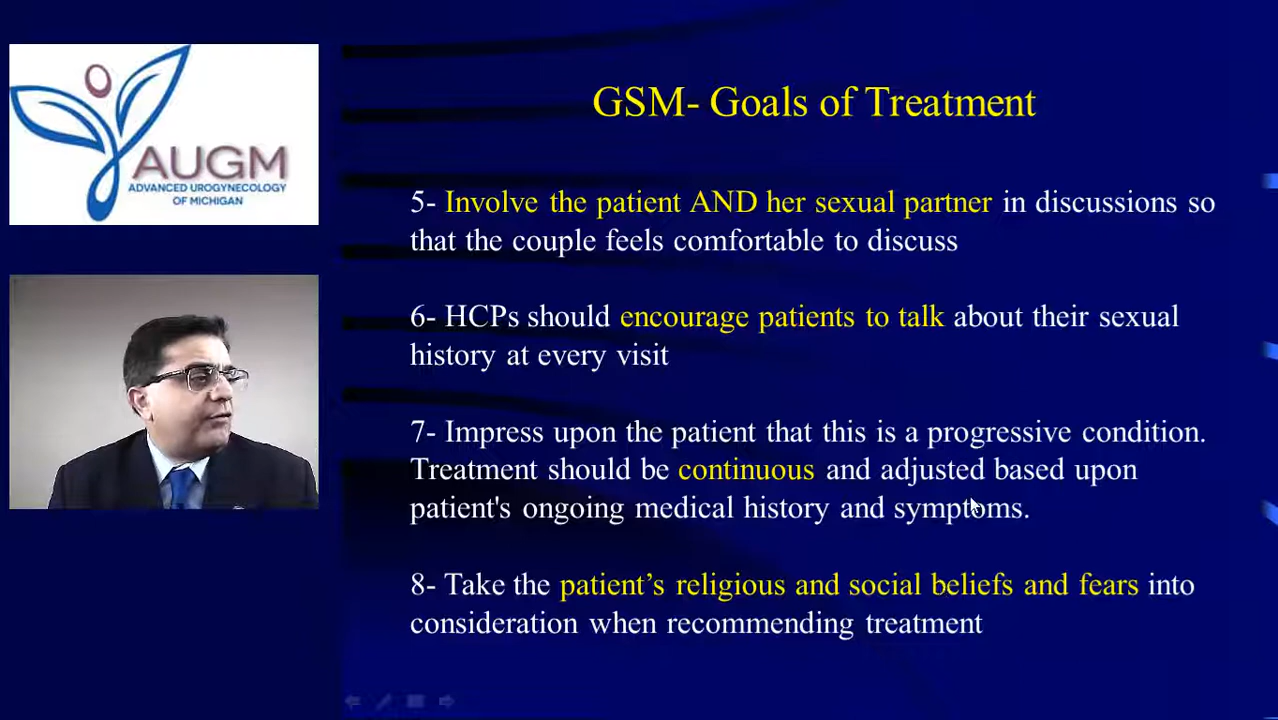 AUGM
ADVANCED UROGYNECOLOGY
OF MICHIGAN
GSM- Goals of Treatment
5- Involve the patient AND her sexual partner in discussions so
that the couple feels comfortable to discuss
6- HCPs should encourage patients to talk about their sexual
history at every visit
7- Impress upon the patient that this is a progressive condition.
Treatment should be continuous and adjusted based upon
patient's ongoing medical history and symptoms.
8- Take the patient’s religious and social beliefs and fears into
consideration when recommending treatment